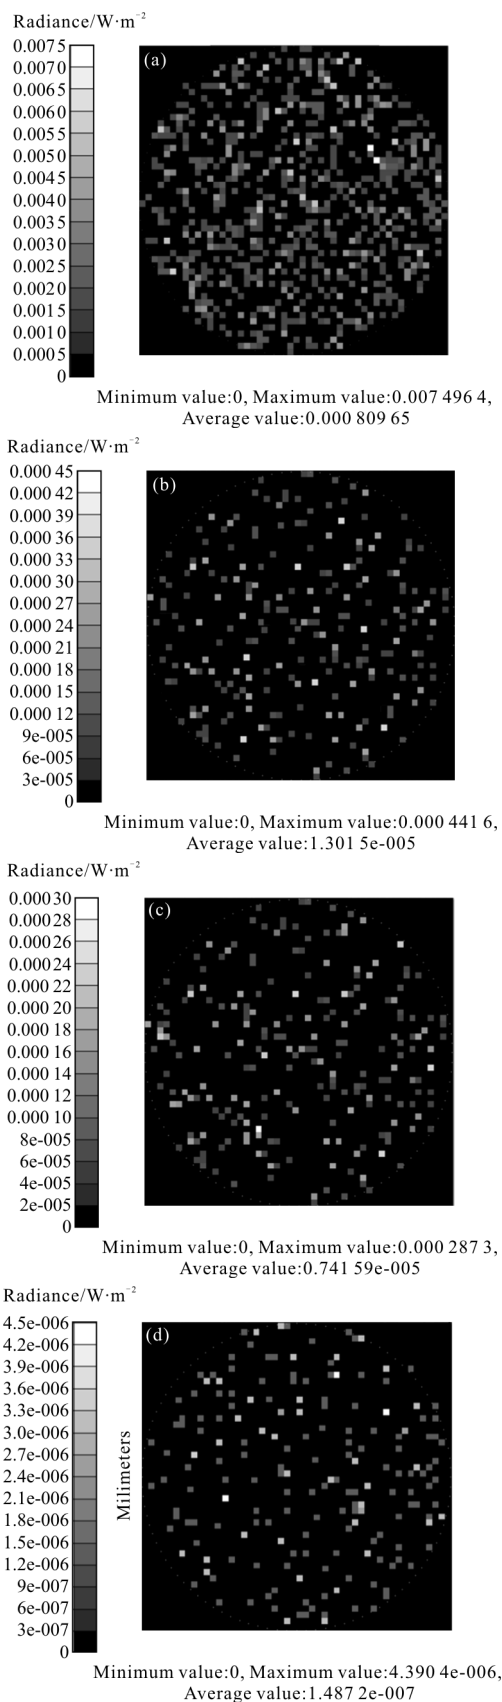 Radiance/W·m⁻²
(a)
0.0075
0.0070
0.0065
0.0060
0.0055
0.0050
0.0045
0.0040
0.0035
0.0030
0.0025
0.0020
0.0015
0.0010
0.0005
0
Minimum value:0, Maximum value:0.007 496 4,
Average value:0.000 809 65
Radiance/W·m⁻²
(b)
0.000 45
0.000 42
0.000 39
0.000 36
0.000 33
0.000 30
0.000 27
0.000 24
0.000 21
0.000 18
0.000 15
0.000 12
9e-005
6e-005
3e-005
0
Minimum value:0, Maximum value:0.000 441 6,
Average value:1.301 5e-005
Radiance/W·m⁻²
(c)
0.000 30
0.000 28
0.000 26
0.000 24
0.000 22
0.000 20
0.000 18
0.000 16
0.000 14
0.000 12
0.000 10
8e-005
6e-005
4e-005
2e-005
0
Minimum value:0, Maximum value:0.000 287 3,
Average value:0.741 59e-005
Radiance/W·m⁻²
(d)
4.5e-006
4.2e-006
3.9e-006
3.6e-006
3.3e-006
3.0e-006
2.7e-006
2.4e-006
2.1e-006
1.8e-006
1.5e-006
1.2e-006
9e-007
6e-007
3e-007
0
Milimeters
Minimum value:0, Maximum value:4.390 4e-006,
Average value:1.487 2e-007